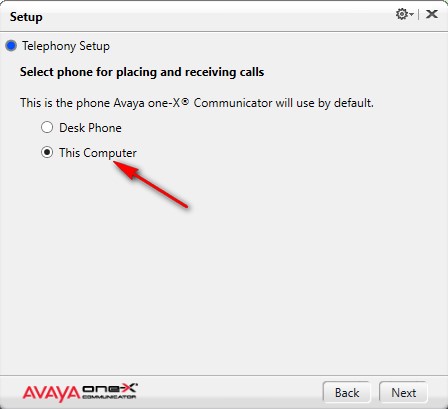 Setup
Telephony Setup
Select phone for placing and receiving calls
This is the phone Avaya one-X® Communicator will use by default.
Desk Phone
This Computer
AVAYA one-X®
COMMUNICATOR
Back
Next